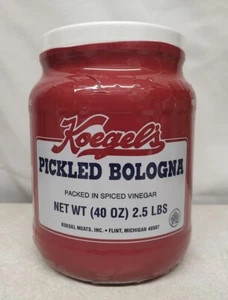 Koegel's
PICKLED BOLOGNA
PACKED IN SPICED VINEGAR
NET WT (40 OZ) 2.5 LBS
KOEGEL MEATS, INC. • FLINT, MICHIGAN 48507